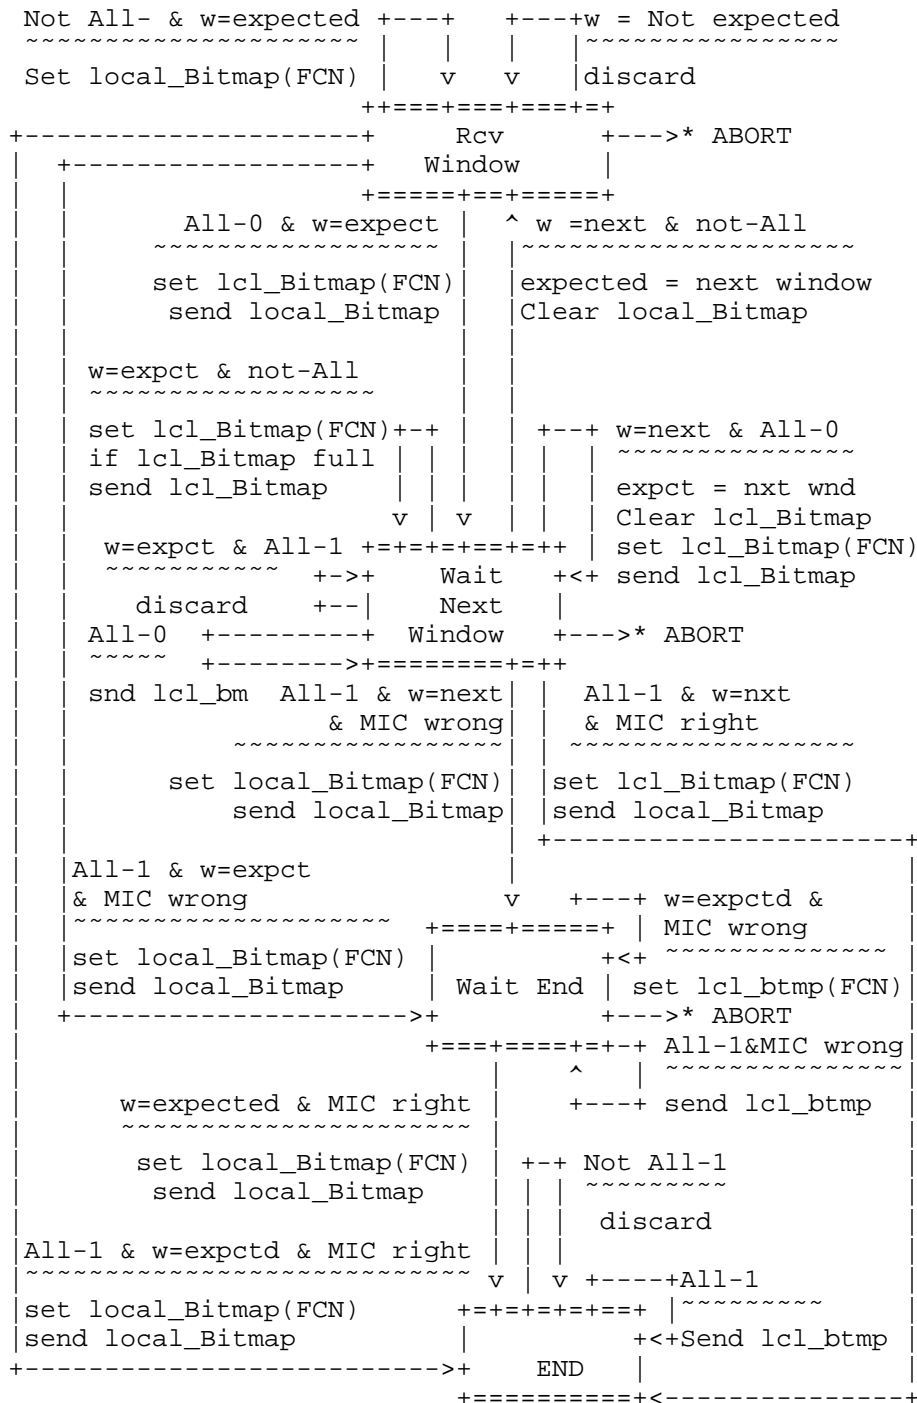 Not All- & w=expected +---+   +---+w = Not expected
~~~~~~~~~~~~~~~~~~~~~ |   |   |   |~~~~~~~~~~~~~~~~
Set local_Bitmap(FCN) |   v   v   |discard
                     ++===+===+===+=+
+---------------------+     Rcv      +--->* ABORT
|  +------------------+   Window     |
|  |                  +=====+==+=====+
|  |       All-0 & w=expect |  ^ w =next & not-All
|  |     ~~~~~~~~~~~~~~~~~~ |  |~~~~~~~~~~~~~~~~~~~~~
|  |     set lcl_Bitmap(FCN)|  |expected = next window
|  |      send local_Bitmap |  |Clear local_Bitmap
|  |                        |  |
|  | w=expct & not-All      |  |
|  | ~~~~~~~~~~~~~~~~~~     |  |
|  | set lcl_Bitmap(FCN)+-+ |  | +--+ w=next & All-0
|  | if lcl_Bitmap full | | |  | |  | ~~~~~~~~~~~~~~~
|  | send lcl_Bitmap    | | |  | |  | expct = nxt wnd
|  |                    v | v  | |  | Clear lcl_Bitmap
|  |  w=expct & All-1 +=+=+=+==+=++ | set lcl_Bitmap(FCN)
|  |  ~~~~~~~~~~~  +->+    Wait   +<+ send lcl_Bitmap
|  |    discard    +--|    Next   |
|  | All-0  +---------+  Window   +--->* ABORT
|  | ~~~~~  +-------->+========+=++
|  | snd lcl_bm  All-1 & w=next| |  All-1 & w=nxt
|  |                & MIC wrong| |  & MIC right
|  |          ~~~~~~~~~~~~~~~~~| | ~~~~~~~~~~~~~~~~~~
|  |      set local_Bitmap(FCN)| |set lcl_Bitmap(FCN)
|  |          send local_Bitmap| |send local_Bitmap
|  |                           | +----------------------+
|  |All-1 & w=expct            |                        |
|  |& MIC wrong                v   +---+ w=expctd &     |
|  |~~~~~~~~~~~~~~~~~~~~  +====+=====+ | MIC wrong      |
|  |set local_Bitmap(FCN) |          +<+ ~~~~~~~~~~~~~~ |
|  |send local_Bitmap     | Wait End | set lcl_btmp(FCN)|
|  +--------------------->+          +--->* ABORT       |
|                         +===+====+=+-+ All-1&MIC wrong|
|                             |    ^   | ~~~~~~~~~~~~~~~|
|      w=expected & MIC right |    +---+ send lcl_btmp  |
|      ~~~~~~~~~~~~~~~~~~~~~~ |                         |
|       set local_Bitmap(FCN) | +-+ Not All-1           |
|        send local_Bitmap    | | | ~~~~~~~~~           |
|                             | | |  discard            |
|All-1 & w=expctd & MIC right | | |                     |
|~~~~~~~~~~~~~~~~~~~~~~~~~~~~ v | v +----+All-1         |
|set local_Bitmap(FCN)      +=+=+=+=+==+ |~~~~~~~~~     |
|send local_Bitmap          |          +<+Send lcl_btmp |
+-------------------------->+    END   |                |
                            +==========+<---------------+